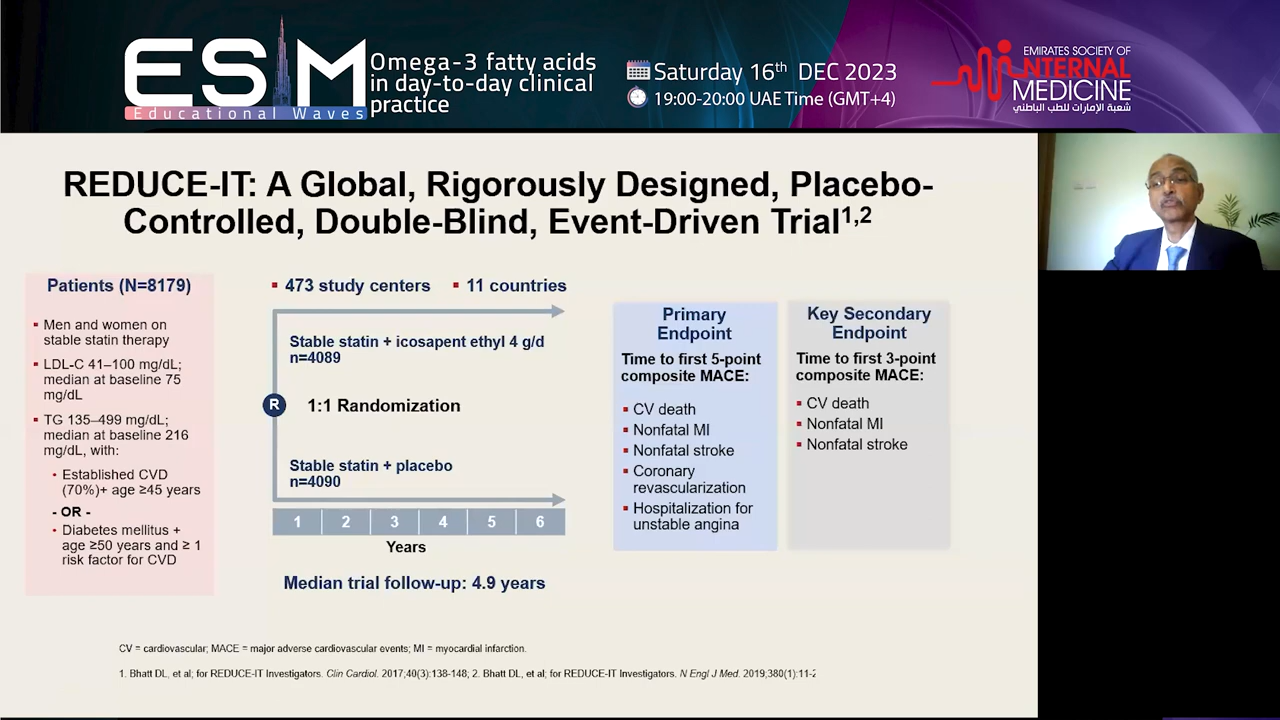 ESIM
Educational Waves
Omega-3 fatty acids
in day-to-day clinical
practice
Saturday 16th DEC 2023
19:00-20:00 UAE Time (GMT+4)
EMIRATES SOCIETY OF
INTERNAL
MEDICINE
شعبة الإمارات للطب الباطني
REDUCE-IT: A Global, Rigorously Designed, Placebo-
Controlled, Double-Blind, Event-Driven Trial1,2
Patients (N=8179)
▪ Men and women on
stable statin therapy
▪ LDL-C 41–100 mg/dL;
median at baseline 75
mg/dL
▪ TG 135–499 mg/dL;
median at baseline 216
mg/dL, with:
• Established CVD
(70%)+ age ≥45 years
- OR -
• Diabetes mellitus +
age ≥50 years and ≥ 1
risk factor for CVD
▪ 473 study centers ▪ 11 countries
Stable statin + icosapent ethyl 4 g/d
n=4089
R 1:1 Randomization
Stable statin + placebo
n=4090
1 2 3 4 5 6
Years
Median trial follow-up: 4.9 years
Primary
Endpoint
Time to first 5-point
composite MACE:
▪ CV death
▪ Nonfatal MI
▪ Nonfatal stroke
▪ Coronary
revascularization
▪ Hospitalization for
unstable angina
Key Secondary
Endpoint
Time to first 3-point
composite MACE:
▪ CV death
▪ Nonfatal MI
▪ Nonfatal stroke
CV = cardiovascular; MACE = major adverse cardiovascular events; MI = myocardial infarction.
1. Bhatt DL, et al; for REDUCE-IT Investigators. Clin Cardiol. 2017;40(3):138-148; 2. Bhatt DL, et al; for REDUCE-IT Investigators. N Engl J Med. 2019;380(1):11-2